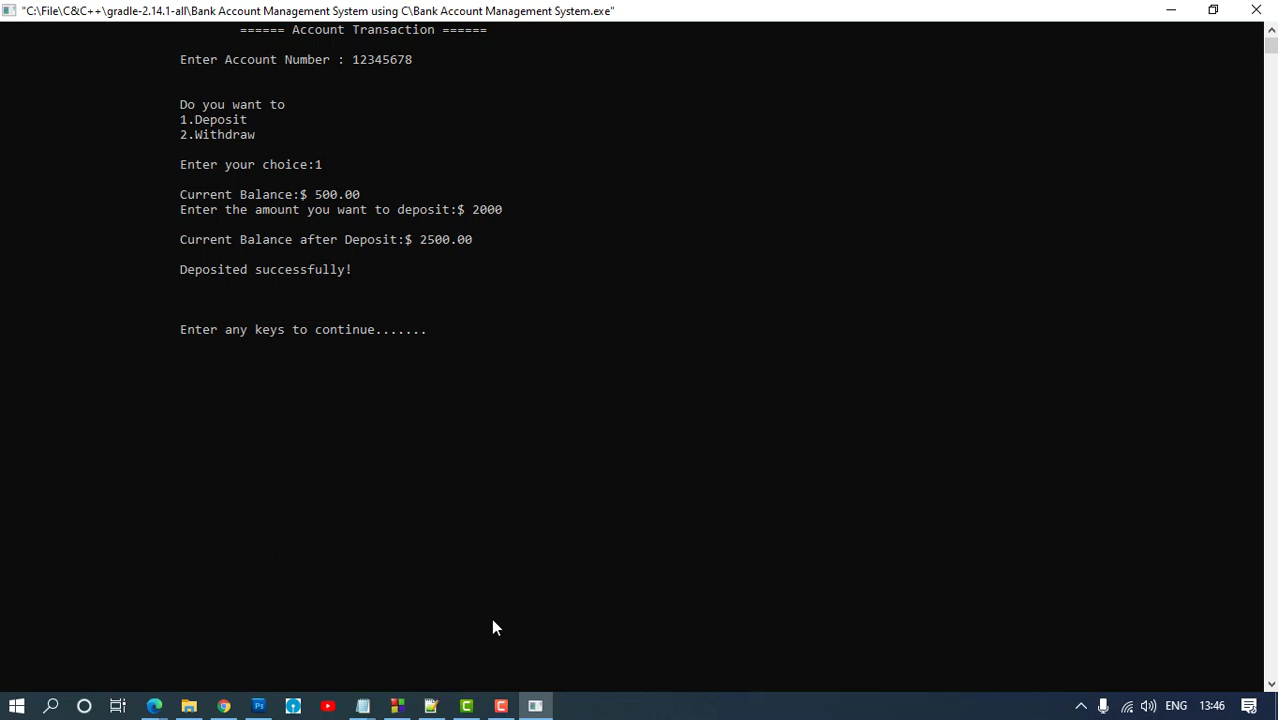 "C:\File\C&C++\gradle-2.14.1-all\Bank Account Management System using C\Bank Account Management System.exe"
====== Account Transaction ======
Enter Account Number : 12345678
Do you want to
1.Deposit
2.Withdraw
Enter your choice:1
Current Balance:$ 500.00
Enter the amount you want to deposit:$ 2000
Current Balance after Deposit:$ 2500.00
Deposited successfully!
Enter any keys to continue.......
Ps
C
C
ENG
13:46